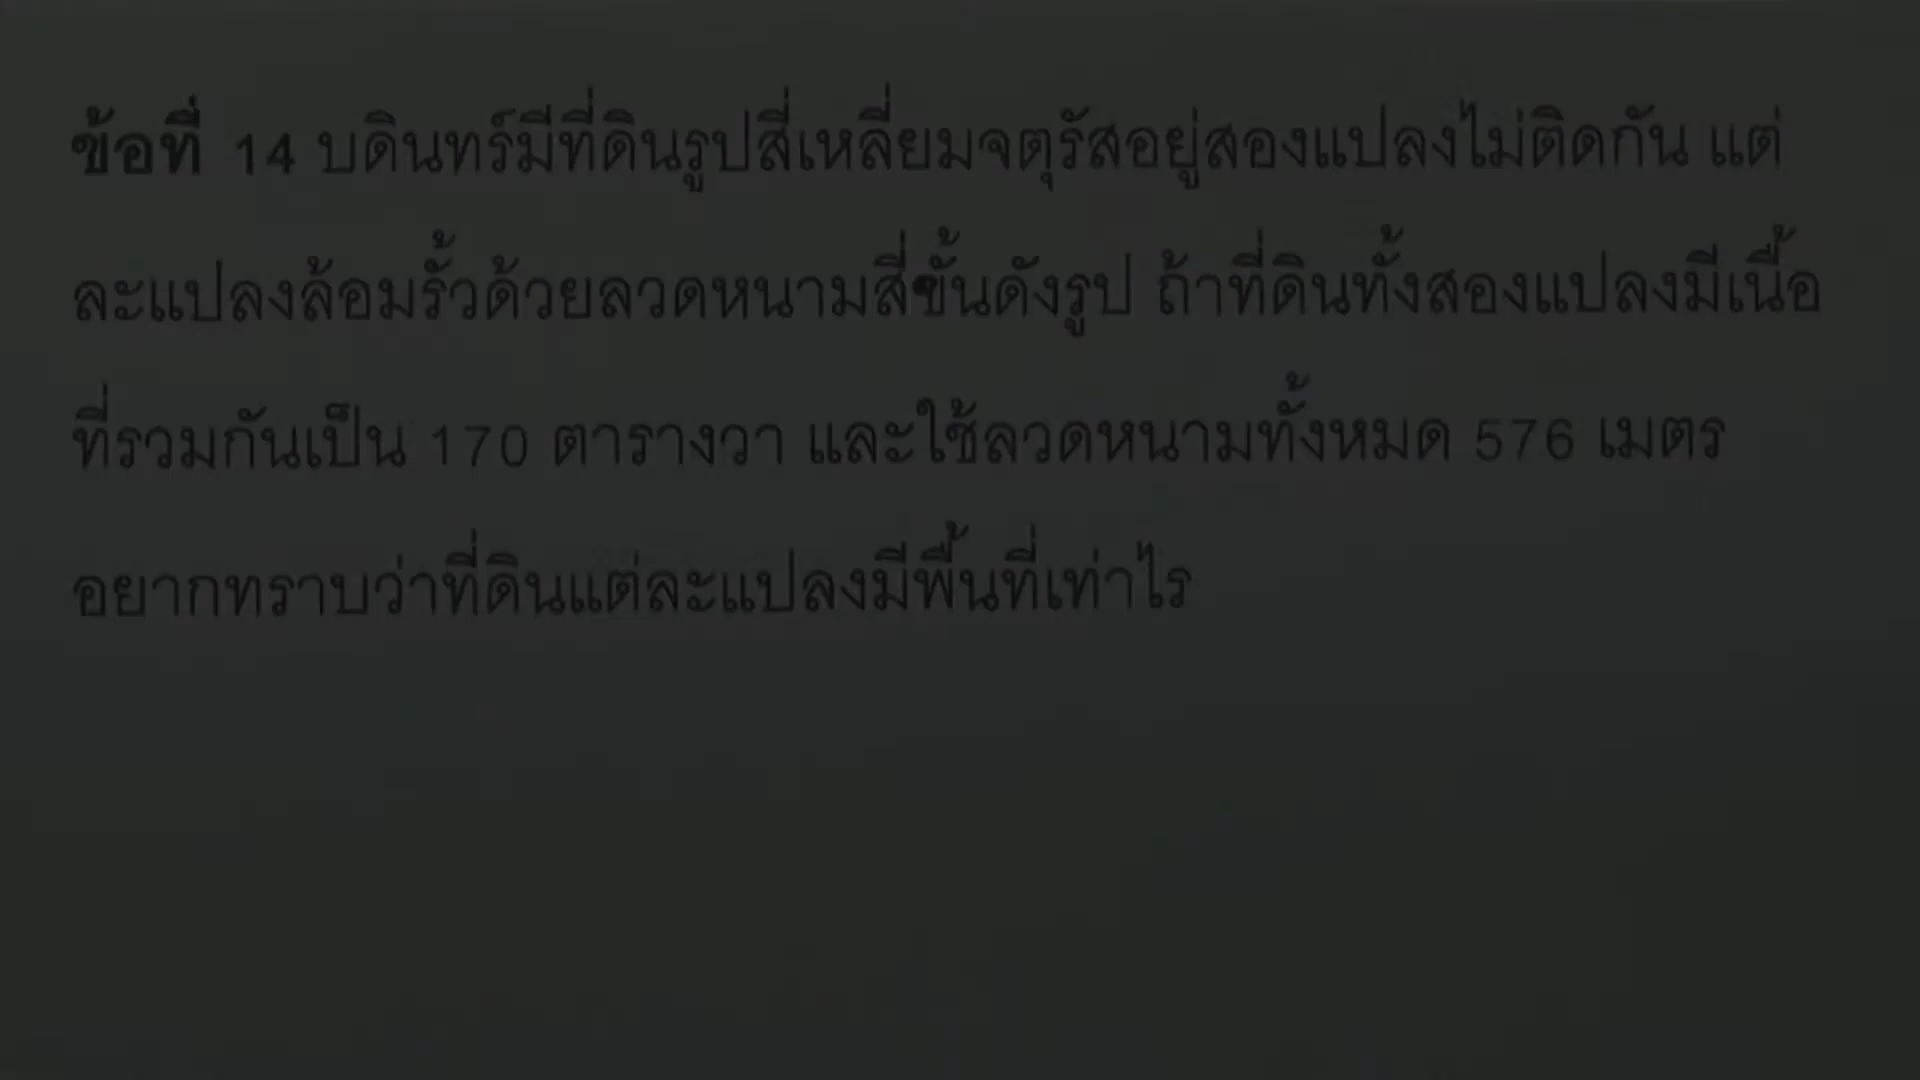 ข้อที่ 14 บดินทร์มีที่ดินรูปสี่เหลี่ยมจตุรัสอยู่สองแปลงไม่ติดกัน แต่
ละแปลงล้อมรั้วด้วยลวดหนามสี่ขั้นดังรูป ถ้าที่ดินทั้งสองแปลงมีเนื้อ
ที่รวมกันเป็น 170 ตารางวา และใช้ลวดหนามทั้งหมด 576 เมตร
อยากทราบว่าที่ดินแต่ละแปลงมีพื้นที่เท่าไร